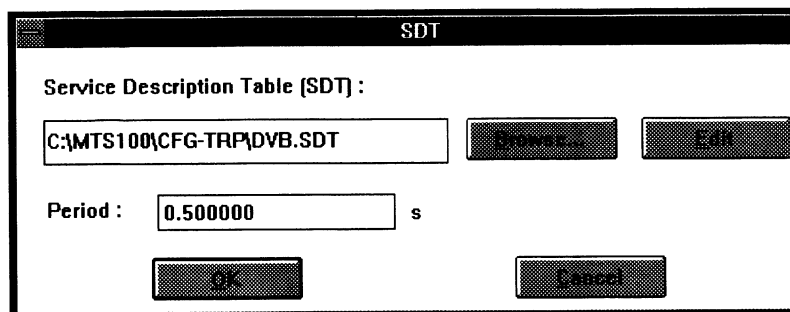 SDT
Service Description Table (SDT) :
C:\MTS100\CFG-TRP\DVB.SDT Browse... Edit
Period : 0.500000 s
OK Cancel